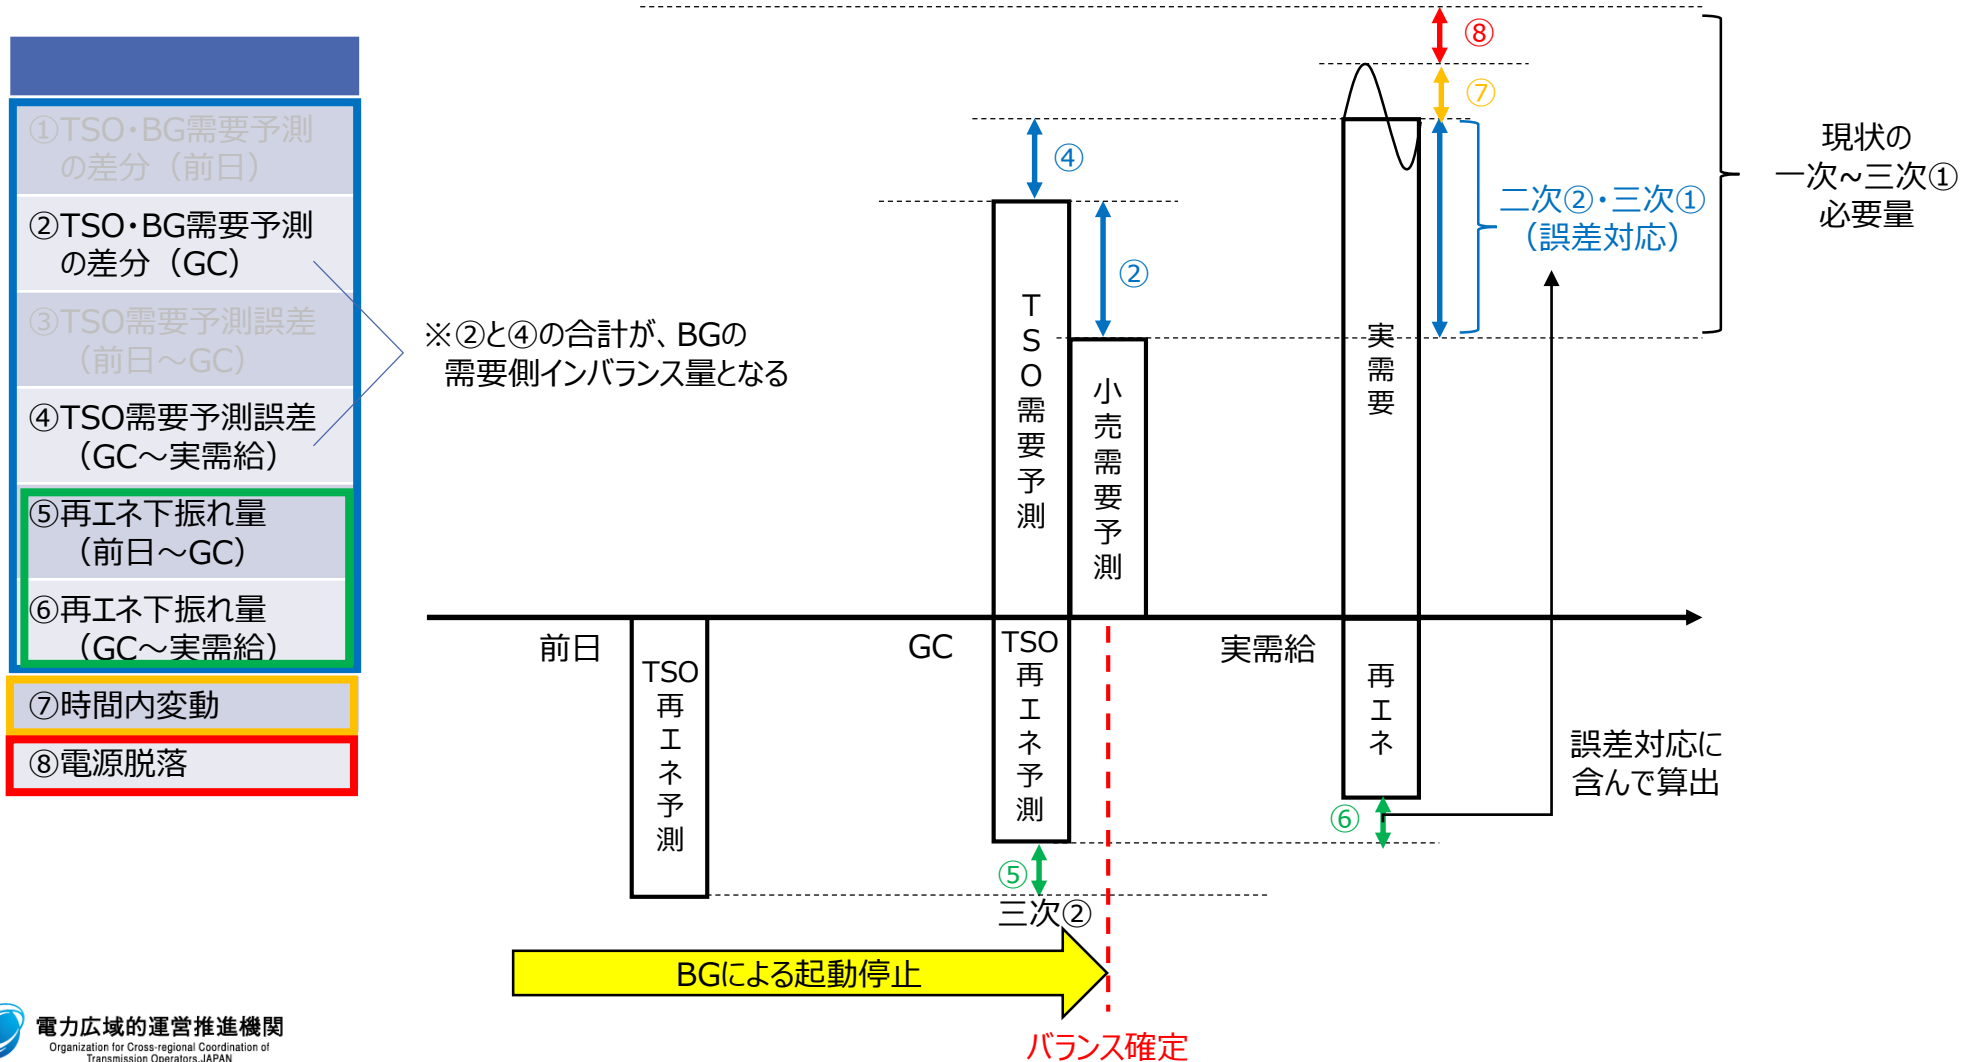 ①TSO・BG需要予測
の差分（前日）
②TSO・BG需要予測
の差分（GC）
③TSO需要予測誤差
（前日～GC）
④TSO需要予測誤差
（GC～実需給）
⑤再エネ下振れ量
（前日～GC）
⑥再エネ下振れ量
（GC～実需給）
⑦時間内変動
⑧電源脱落
※②と④の合計が、BGの
需要側インバランス量となる
前日
TSO再エネ予測
GC
TSO需要予測
小売需要予測
TSO再エネ予測
④
②
⑤
三次②
実需給
実需要
再エネ
⑧
⑦
⑥
二次②・三次①
（誤差対応）
現状の
一次~三次①
必要量
誤差対応に
含んで算出
BGによる起動停止
バランス確定
電力広域的運営推進機関
Organization for Cross-regional Coordination of
Transmission Operators,JAPAN